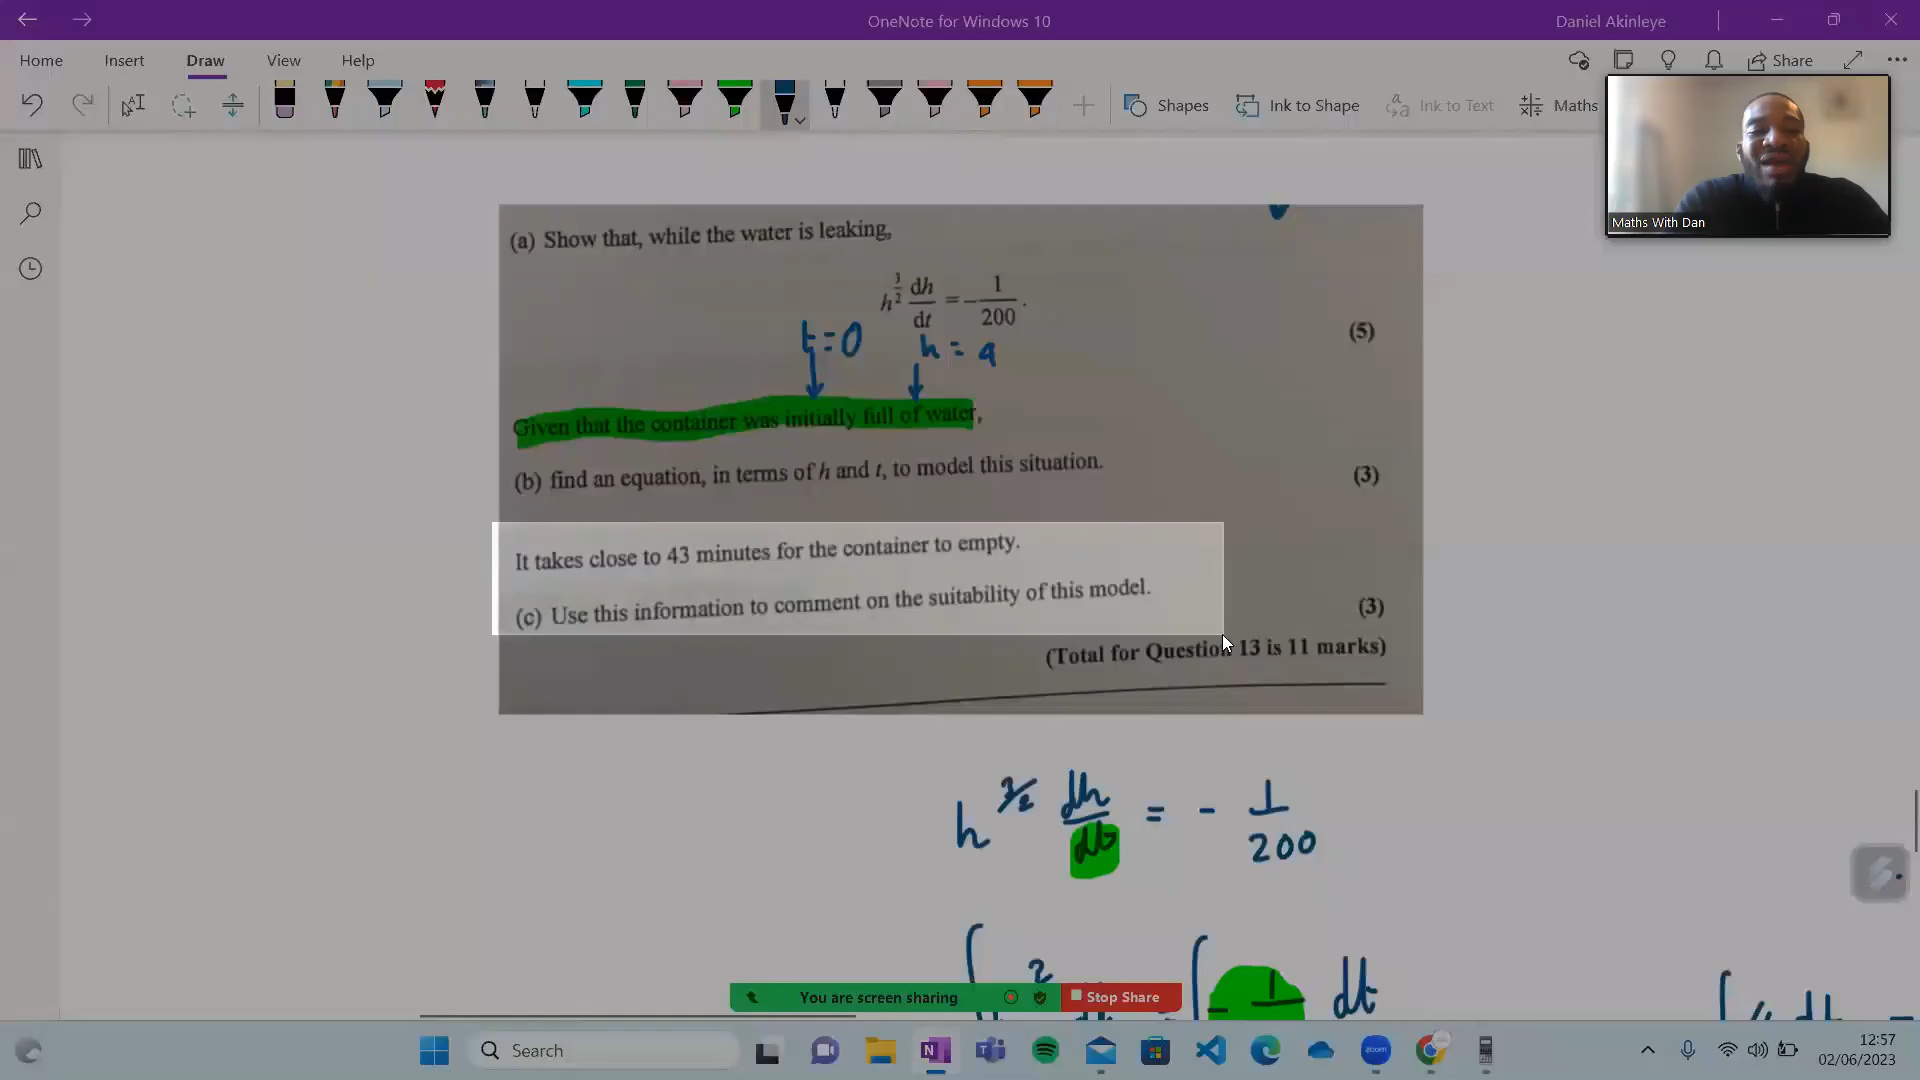 OneNote for Windows 10
Daniel Akinleye
Home Insert Draw View Help
Share
Shapes
Ink to Shape
Ink to Text
Maths
Maths With Dan
(a) Show that, while the water is leaking,
h^{3/2} dh/dt = -1/200.
(5)
t=0 h = 4
Given that the container was initially full of water,
(b) find an equation, in terms of h and t, to model this situation.
(3)
It takes close to 43 minutes for the container to empty.
(c) Use this information to comment on the suitability of this model.
(3)
(Total for Question 13 is 11 marks)
h^{3/2} dh/dt = - 1/200
dt
You are screen sharing
Stop Share
Search
zoom
12:57
02/06/2023